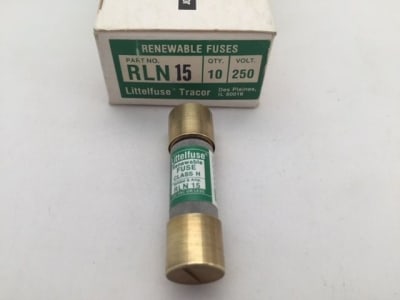 RENEWABLE FUSES
PART NO. QTY. VOLT.
RLN 15 10 250
Littelfuse Tracor Des Plaines,
IL 60016
Littelfuse
Renewable
FUSE
CLASS H
RLN 15